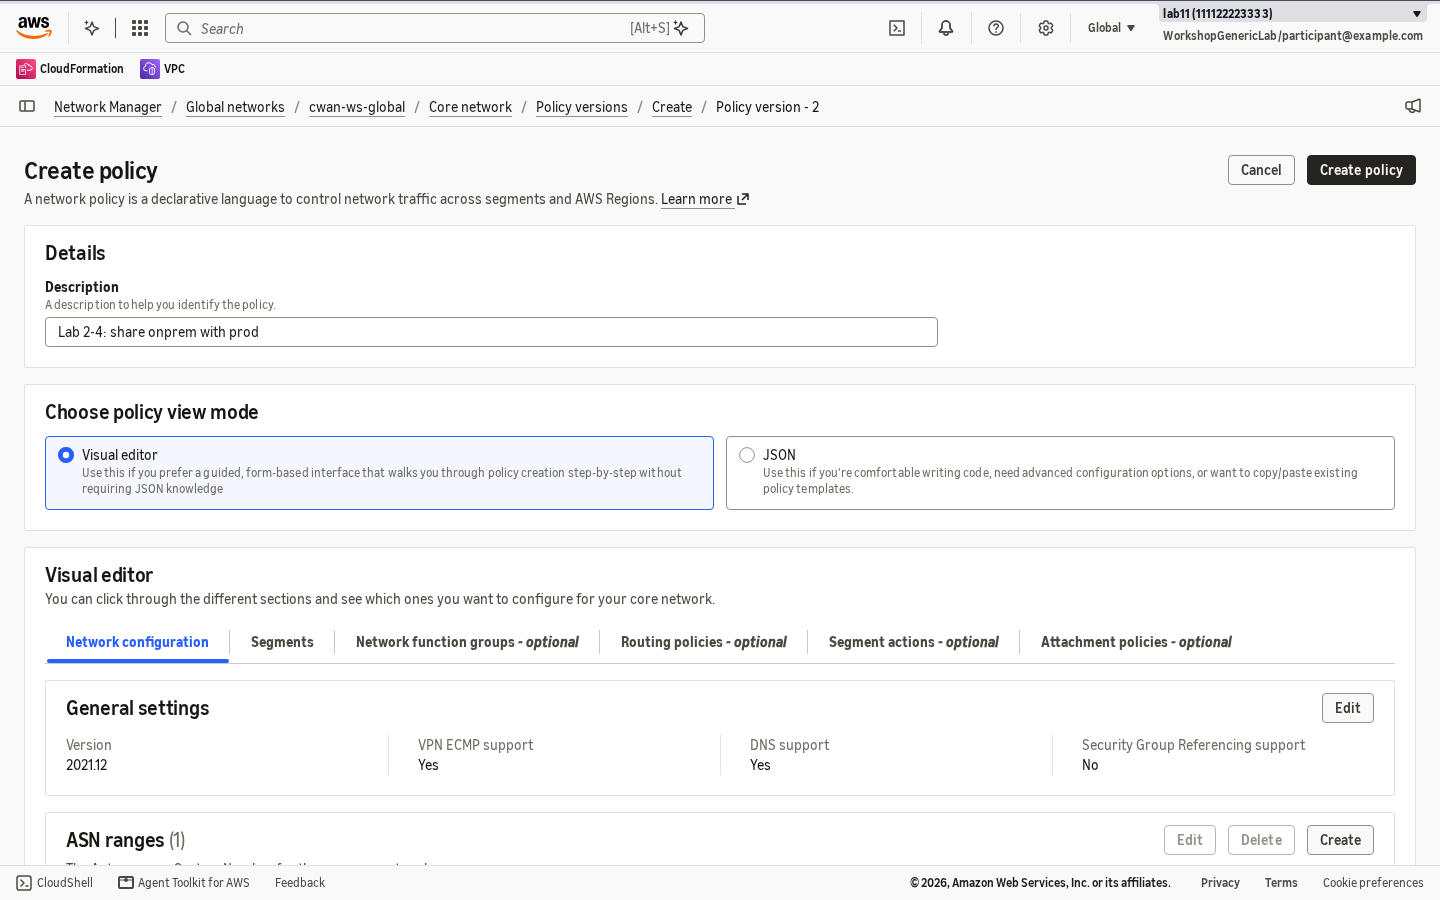 aws
Search
[Alt+S]
Global
lab11 (111122223333)
WorkshopGenericLab/participant@example.com
CloudFormation
VPC
Network Manager / Global networks / cwan-ws-global / Core network / Policy versions / Create / Policy version - 2
Create policy
Cancel
Create policy
A network policy is a declarative language to control network traffic across segments and AWS Regions. Learn more
Details
Description
A description to help you identify the policy.
Lab 2-4: share onprem with prod
Choose policy view mode
Visual editor
Use this if you prefer a guided, form-based interface that walks you through policy creation step-by-step without
requiring JSON knowledge
JSON
Use this if you're comfortable writing code, need advanced configuration options, or want to copy/paste existing
policy templates.
Visual editor
You can click through the different sections and see which ones you want to configure for your core network.
Network configuration
Segments
Network function groups - optional
Routing policies - optional
Segment actions - optional
Attachment policies - optional
General settings
Edit
Version
2021.12
VPN ECMP support
Yes
DNS support
Yes
Security Group Referencing support
No
ASN ranges (1)
Edit
Delete
Create
CloudShell
Agent Toolkit for AWS
Feedback
© 2026, Amazon Web Services, Inc. or its affiliates.
Privacy
Terms
Cookie preferences